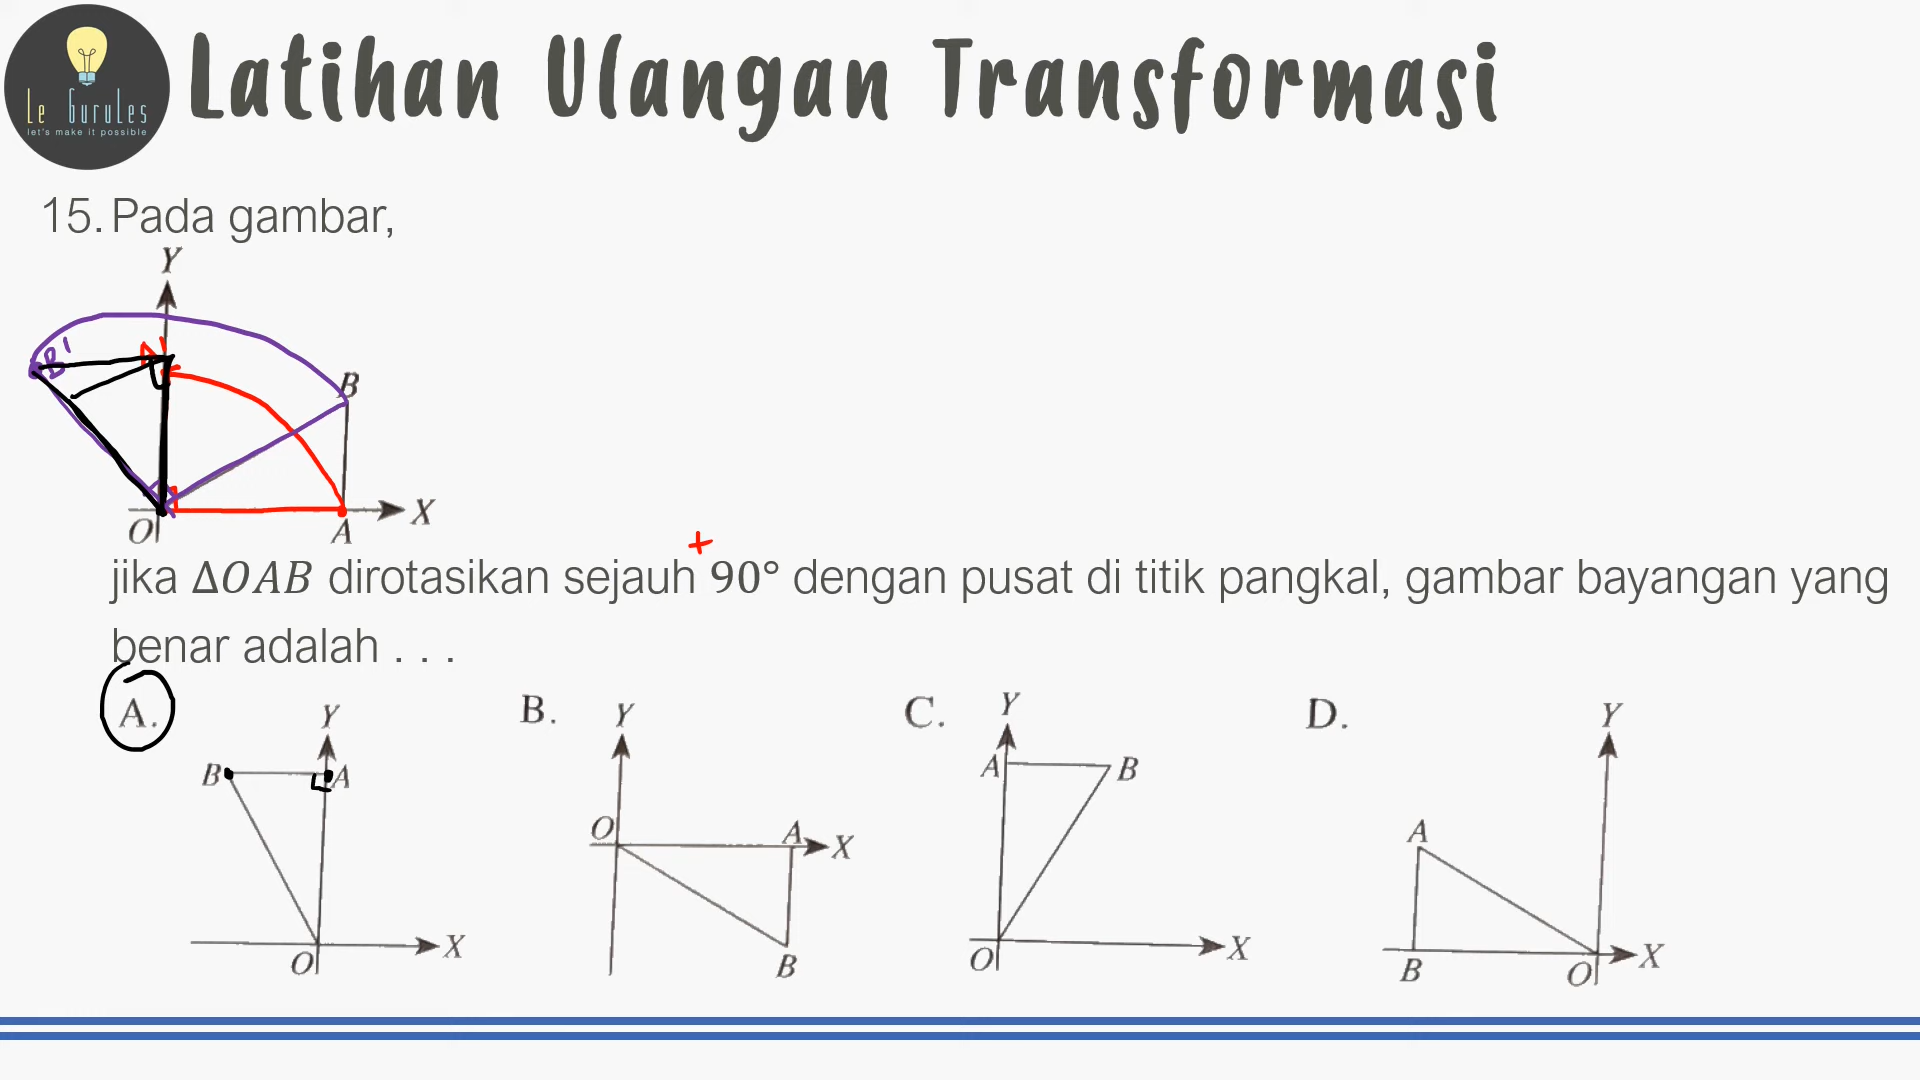 Le GuruLes
let's make it possible
Latihan Ulangan Transformasi
15. Pada gambar,
Y
A'
B'
B
O
A
X
+
jika ΔOAB dirotasikan sejauh 90° dengan pusat di titik pangkal, gambar bayangan yang
benar adalah . . .
A.
Y
B
A
O
X
B.
Y
O
A
X
B
C.
Y
A
B
O
X
D.
Y
A
B
O
X